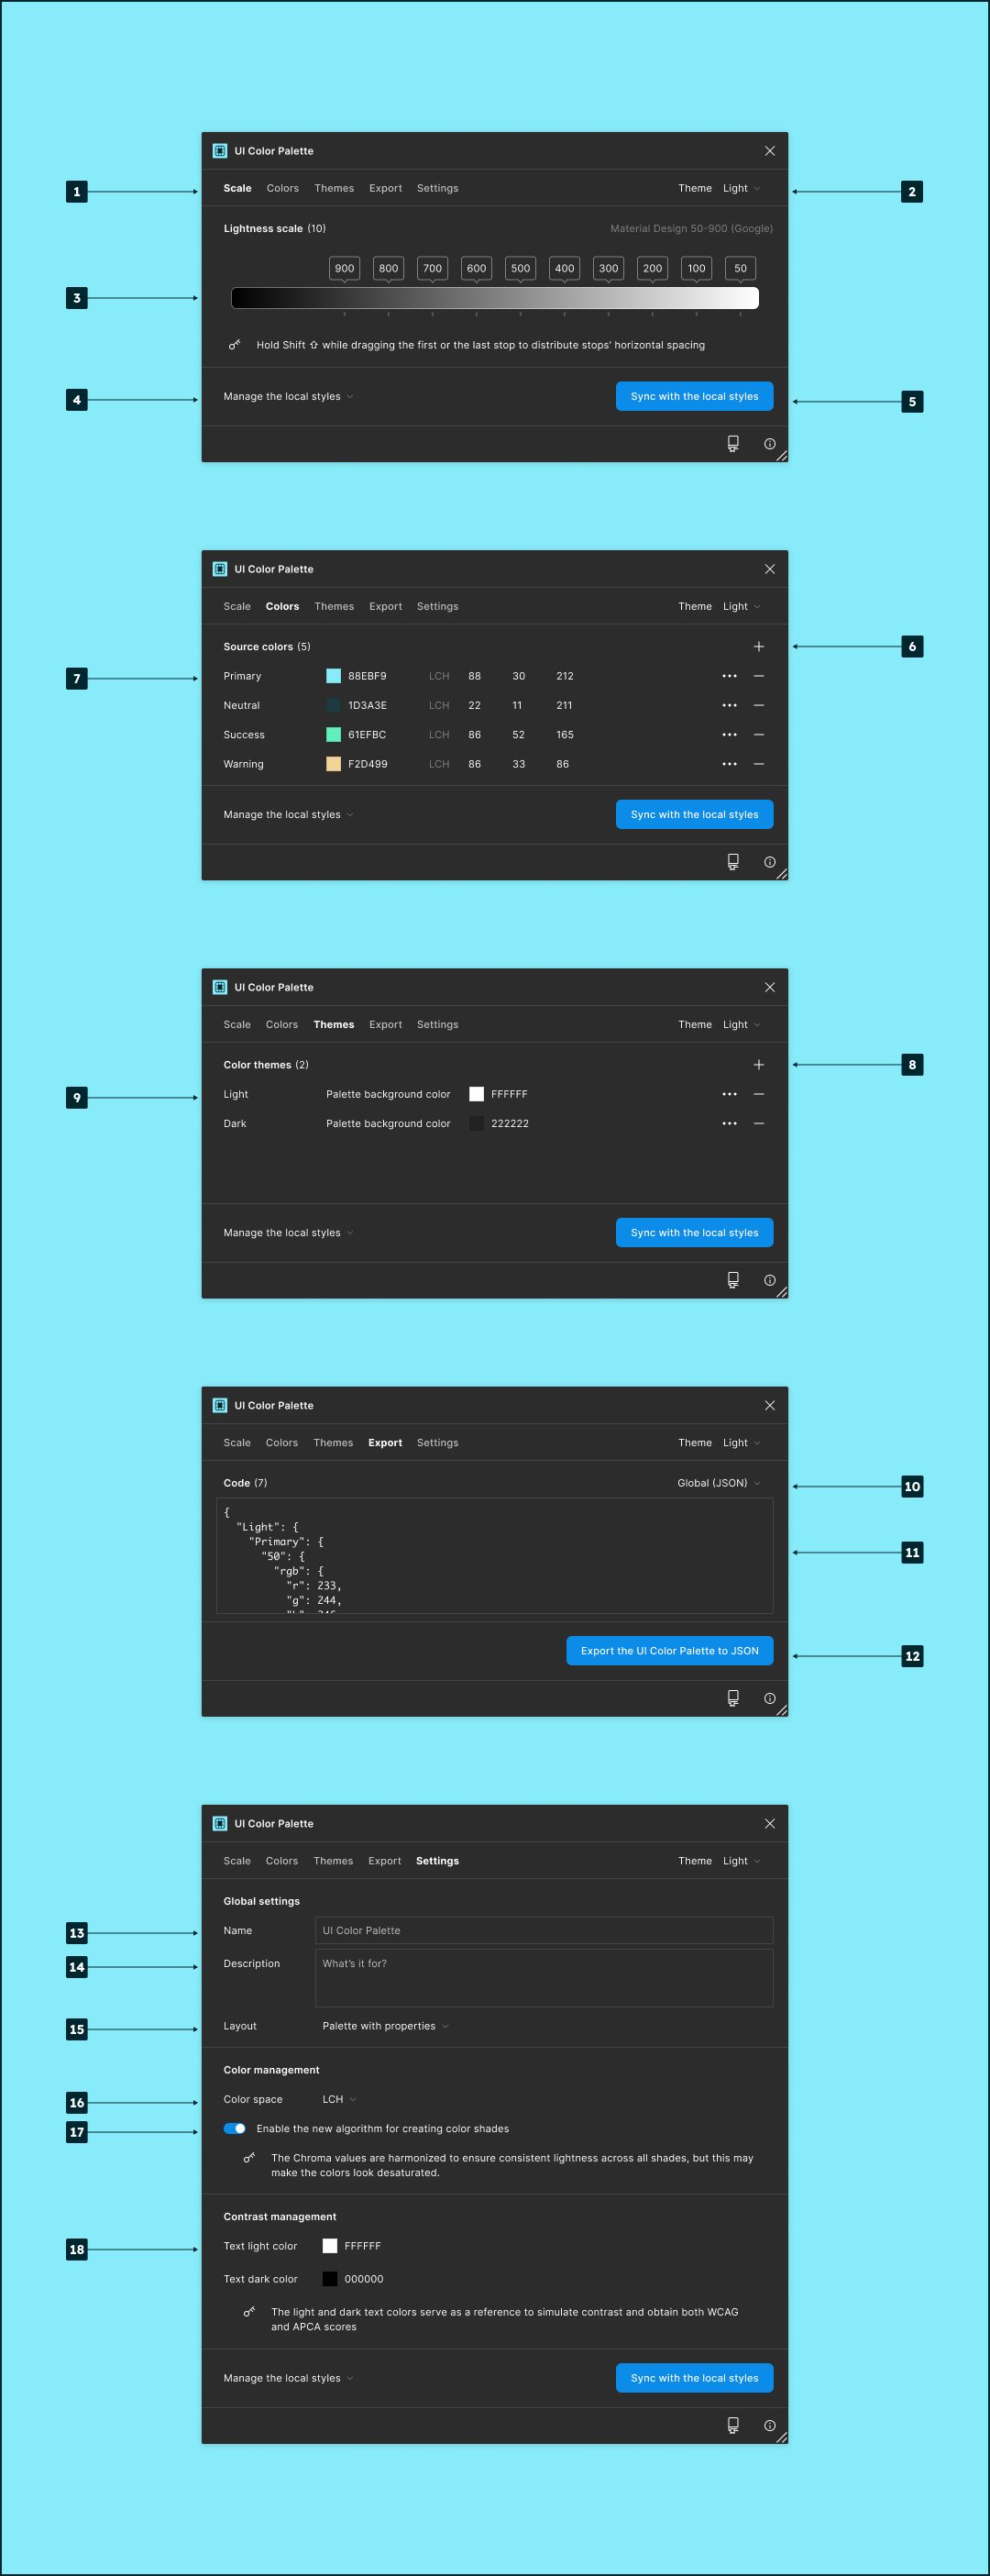 UI Color Palette
1
Scale Colors Themes Export Settings Theme Light
2
Lightness scale (10) Material Design 50-900 (Google)
900 800 700 600 500 400 300 200 100 50
3
Hold Shift ⇧ while dragging the first or the last stop to distribute stops' horizontal spacing
4
Manage the local styles Sync with the local styles
5
UI Color Palette
Scale Colors Themes Export Settings Theme Light
Source colors (5)
6
7
Primary 88EBF9 LCH 88 30 212
Neutral 1D3A3E LCH 22 11 211
Success 61EFBC LCH 86 52 165
Warning F2D499 LCH 86 33 86
Manage the local styles Sync with the local styles
UI Color Palette
Scale Colors Themes Export Settings Theme Light
Color themes (2)
8
9
Light Palette background color FFFFFF
Dark Palette background color 222222
Manage the local styles Sync with the local styles
UI Color Palette
Scale Colors Themes Export Settings Theme Light
Code (7) Global (JSON)
10
{
"Light": {
"Primary": {
"50": {
11
"rgb": {
"r": 233,
"g": 244,
Export the UI Color Palette to JSON
12
UI Color Palette
Scale Colors Themes Export Settings Theme Light
Global settings
13
Name UI Color Palette
14
Description What's it for?
15
Layout Palette with properties
Color management
16
Color space LCH
17
Enable the new algorithm for creating color shades
The Chroma values are harmonized to ensure consistent lightness across all shades, but this may
make the colors look desaturated.
Contrast management
18
Text light color FFFFFF
Text dark color 000000
The light and dark text colors serve as a reference to simulate contrast and obtain both WCAG
and APCA scores
Manage the local styles Sync with the local styles